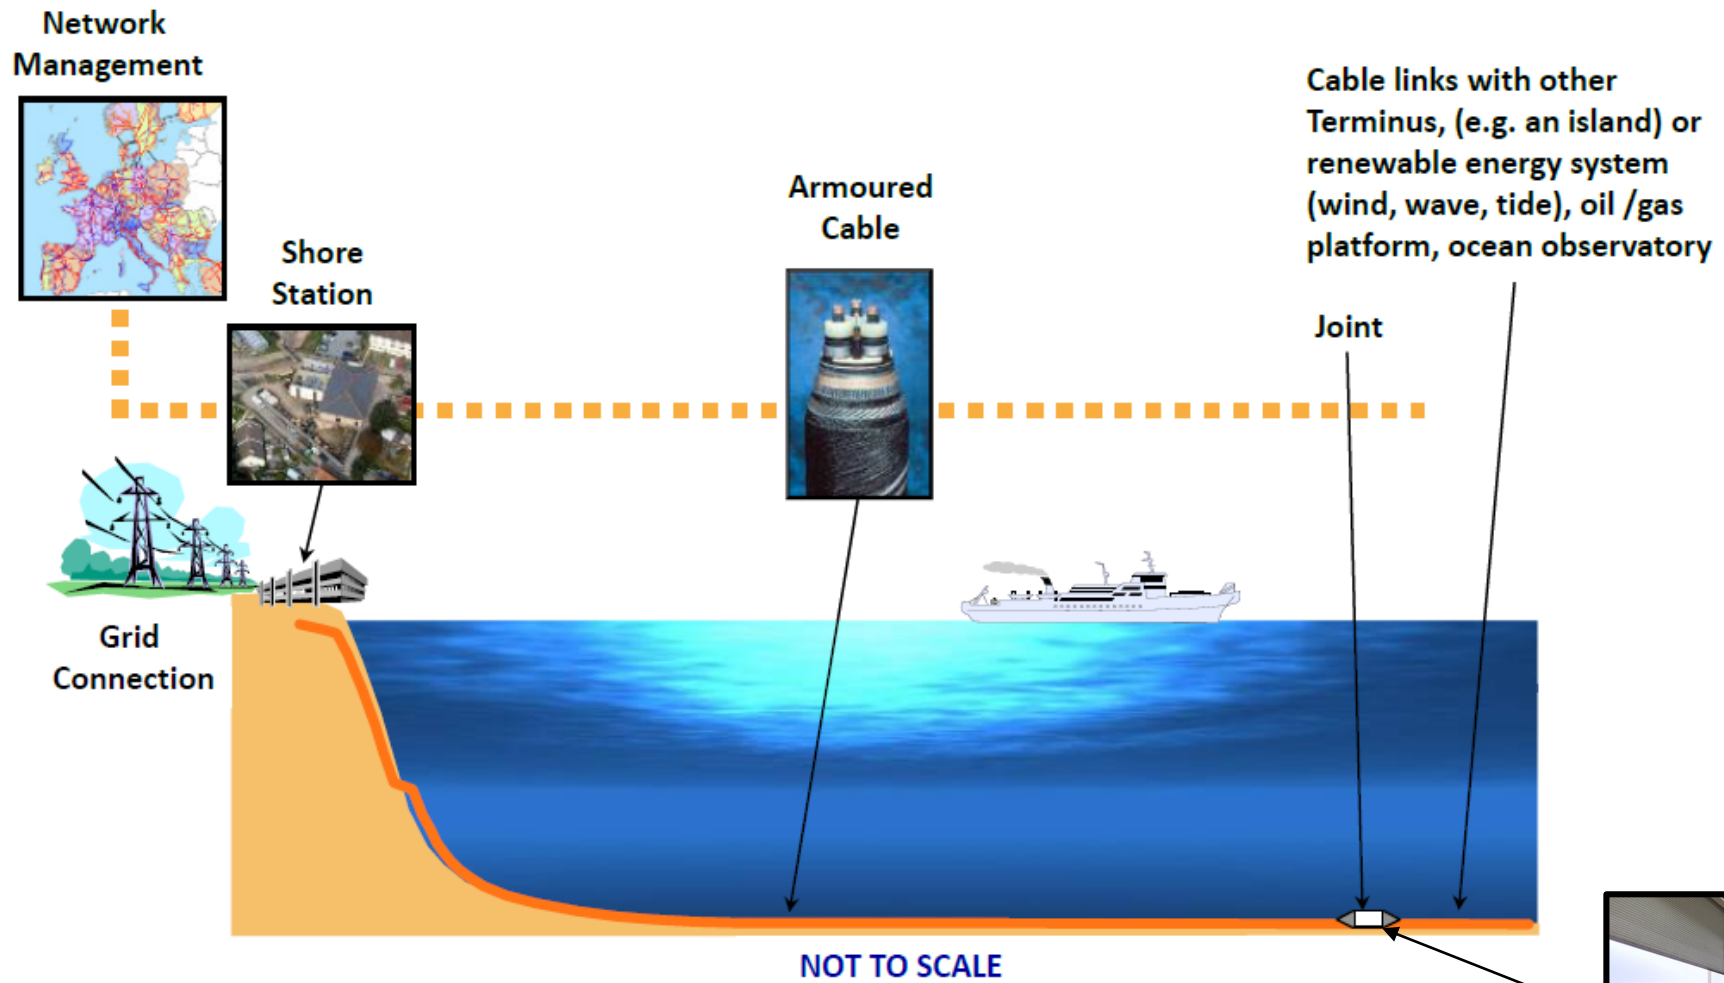 Network
Management
Shore
Station
Armoured
Cable
Cable links with other
Terminus, (e.g. an island) or
renewable energy system
(wind, wave, tide), oil /gas
platform, ocean observatory
Joint
Grid
Connection
NOT TO SCALE